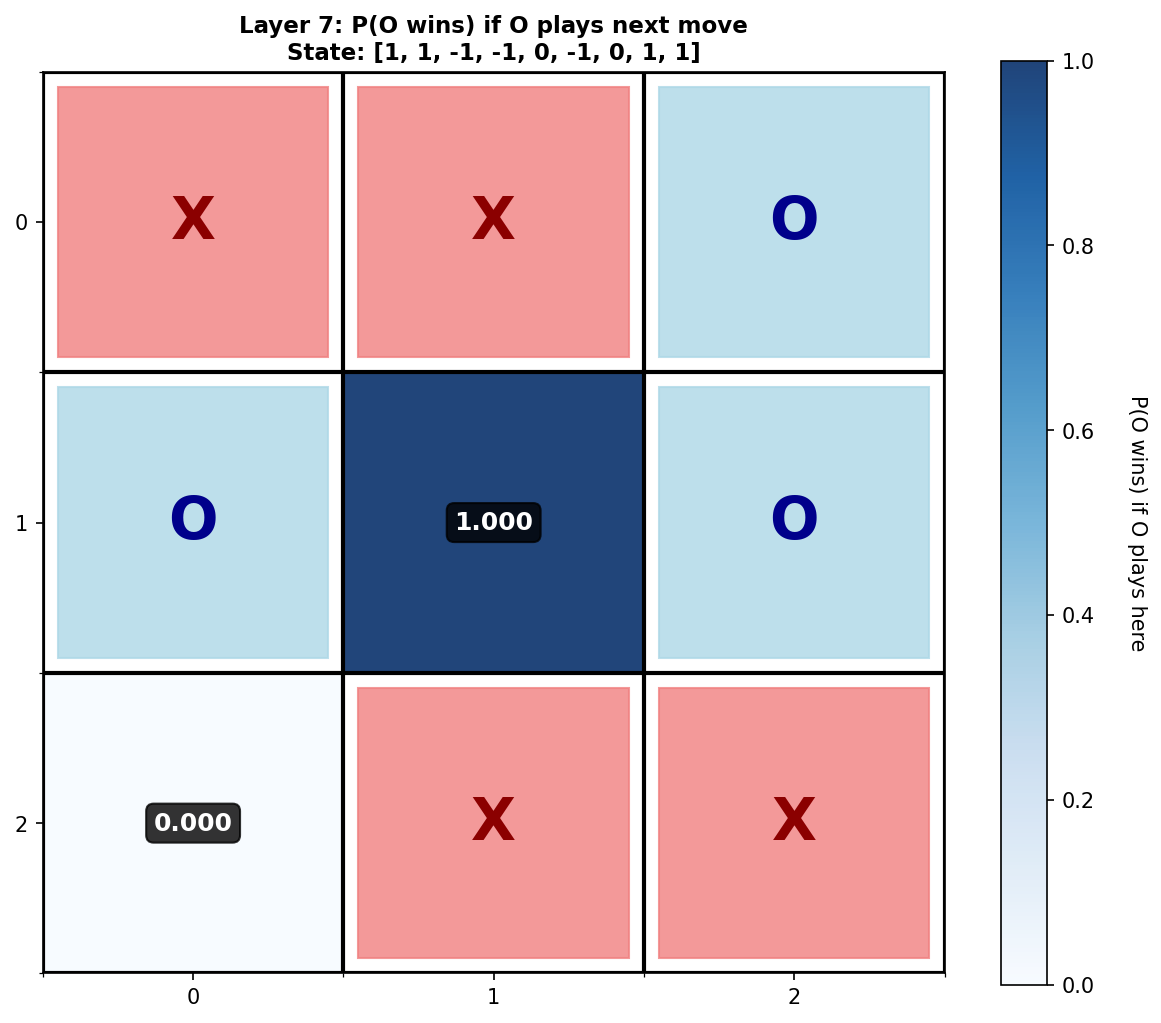 Layer 7: P(O wins) if O plays next move
State: [1, 1, -1, -1, 0, -1, 0, 1, 1]
X
X
O
O
1.000
O
0.000
X
X
0
1
2
0
1
2
1.0
0.8
0.6
0.4
0.2
0.0
P(O wins) if O plays here